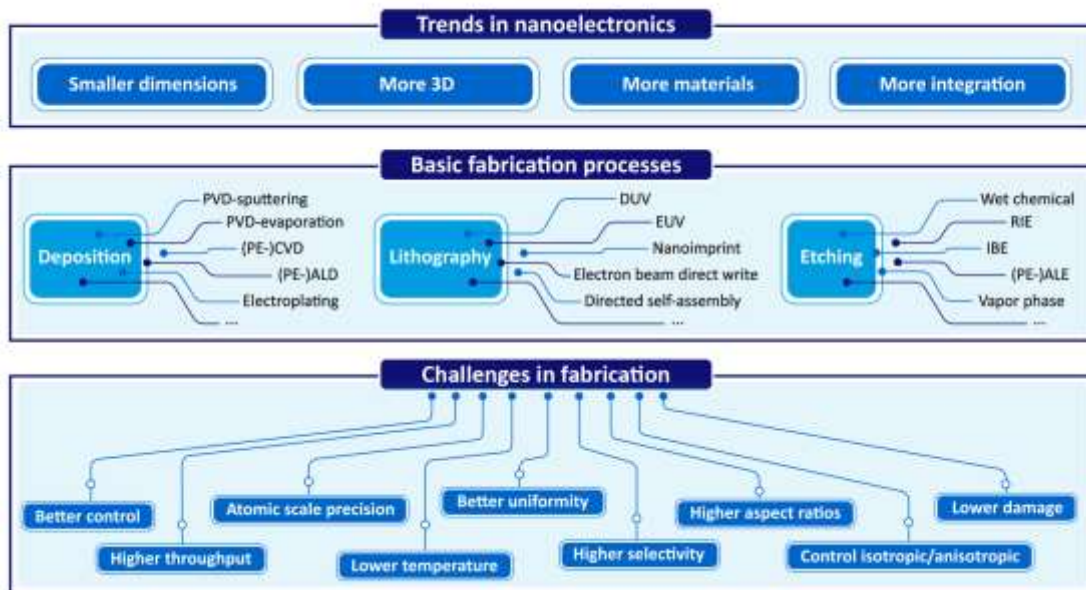 Trends in nanoelectronics
Smaller dimensions
More 3D
More materials
More integration
Basic fabrication processes
Deposition
PVD-sputtering
PVD-evaporation
(PE-)CVD
(PE-)ALD
Electroplating
...
Lithography
DUV
EUV
Nanoimprint
Electron beam direct write
Directed self-assembly
...
Etching
Wet chemical
RIE
IBE
(PE-)ALE
Vapor phase
...
Challenges in fabrication
Better control
Higher throughput
Atomic scale precision
Lower temperature
Better uniformity
Higher selectivity
Higher aspect ratios
Control isotropic/anisotropic
Lower damage